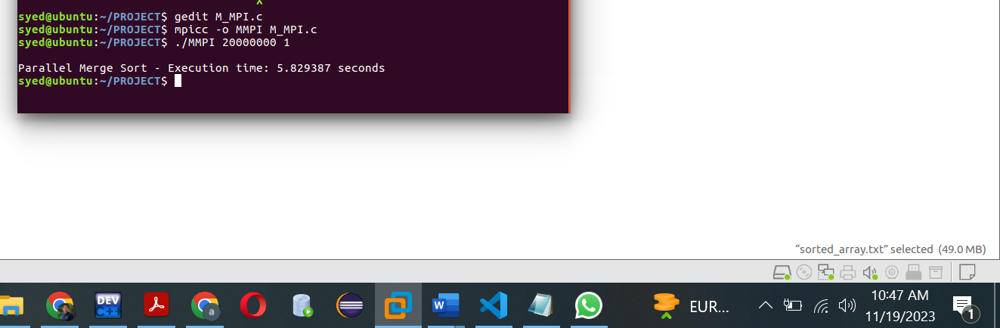 syed@ubuntu:~/PROJECT$ gedit M_MPI.c
syed@ubuntu:~/PROJECT$ mpicc -o MMPI M_MPI.c
syed@ubuntu:~/PROJECT$ ./MMPI 20000000 1
Parallel Merge Sort - Execution time: 5.829387 seconds
syed@ubuntu:~/PROJECT$
“sorted_array.txt” selected (49.0 MB)
DEV
C++
a
W
EUR...
10:47 AM
11/19/2023
1